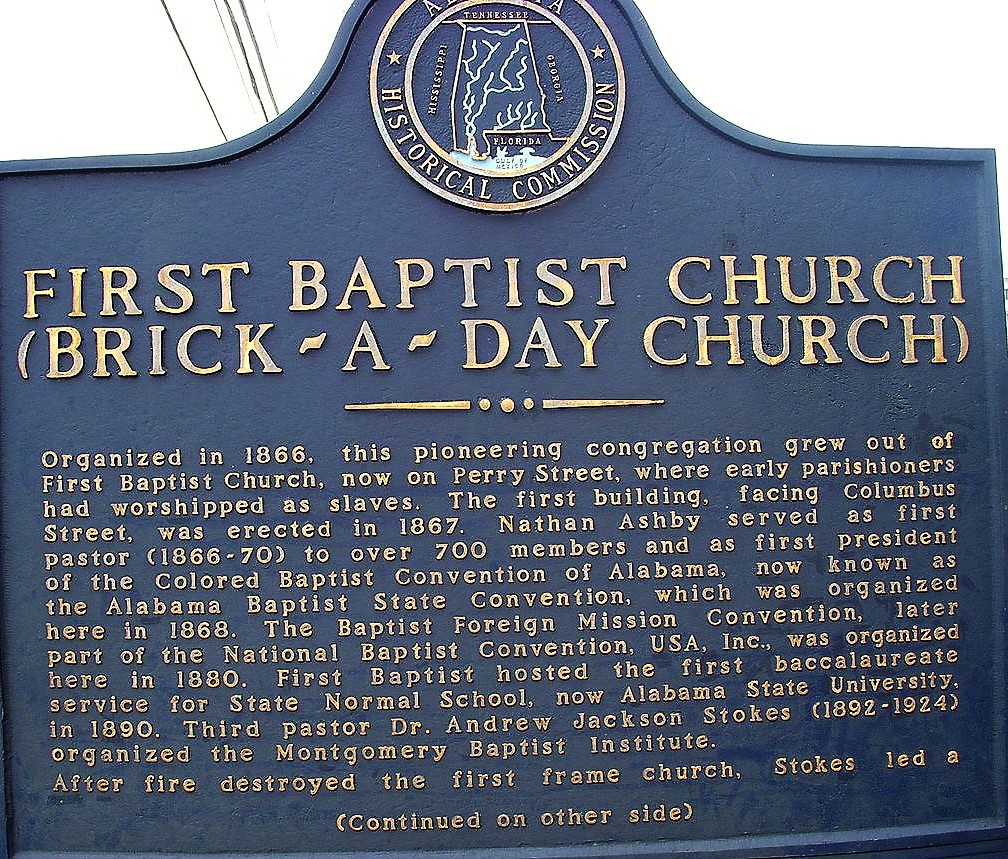 TENNESSEE
MISSISSIPPI
GEORGIA
FLORIDA
GULF OF
MEXICO
HISTORICAL COMMISSION
FIRST BAPTIST CHURCH
(BRICK-A-DAY CHURCH)
Organized in 1866, this pioneering congregation grew out of
First Baptist Church, now on Perry Street, where early parishioners
had worshipped as slaves. The first building, facing Columbus
Street, was erected in 1867. Nathan Ashby served as first
pastor (1866-70) to over 700 members and as first president
of the Colored Baptist Convention of Alabama, now known as
the Alabama Baptist State Convention, which was organized
here in 1868. The Baptist Foreign Mission Convention, later
part of the National Baptist Convention, USA, Inc., was organized
here in 1880. First Baptist hosted the first baccalaureate
service for State Normal School, now Alabama State University,
in 1890. Third pastor Dr. Andrew Jackson Stokes (1892-1924)
organized the Montgomery Baptist Institute.
After fire destroyed the first frame church, Stokes led a
(Continued on other side)